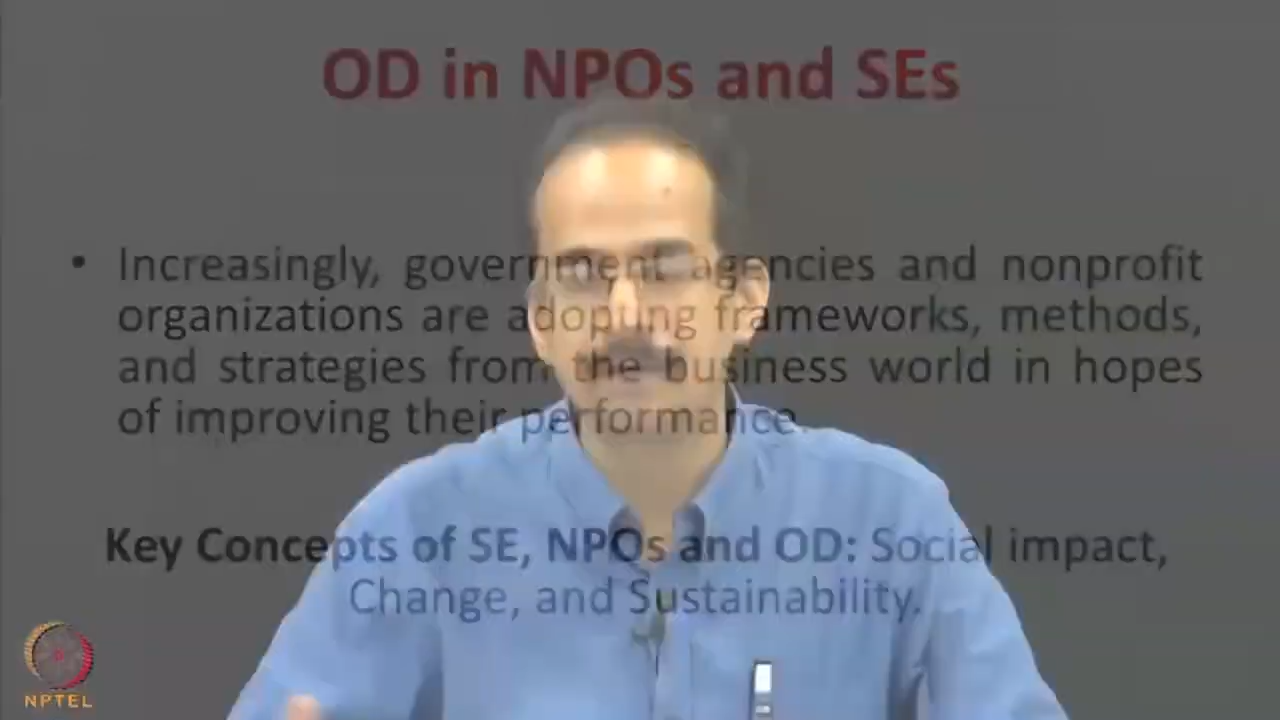 OD in NPOs and SEs
• Increasingly, government agencies and nonprofit
organizations are adopting frameworks, methods,
and strategies from the business world in hopes
of improving their performance.
Key Concepts of SE, NPOs and OD: Social impact,
Change, and Sustainability.
NPTEL